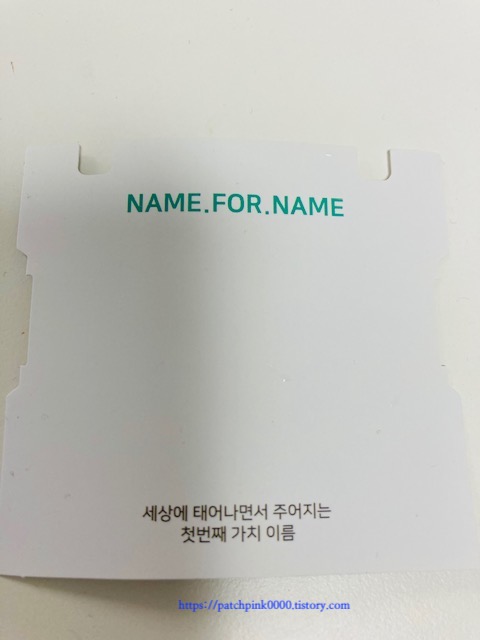 NAME.FOR.NAME
세상에 태어나면서 주어지는
첫번째 가치 이름
https://patchpink0000.tistory.com